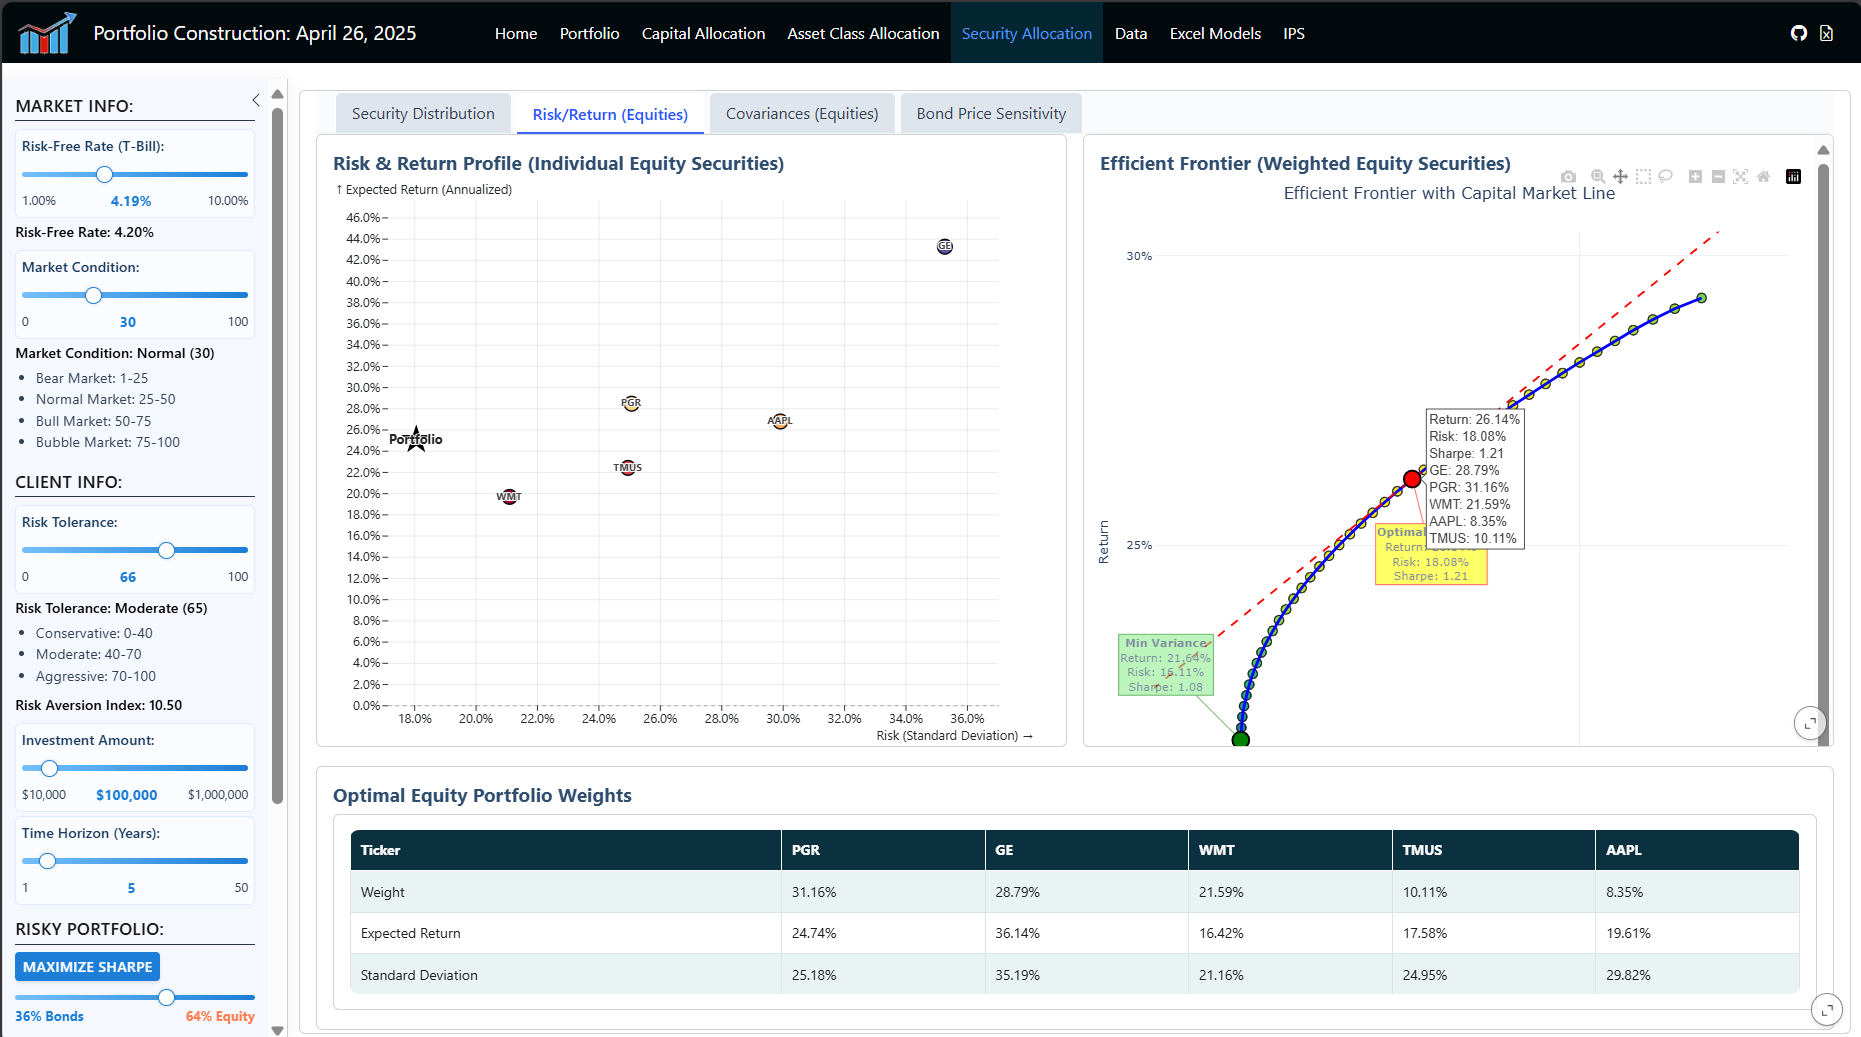 Portfolio Construction: April 26, 2025
Home Portfolio Capital Allocation Asset Class Allocation Security Allocation Data Excel Models IPS
MARKET INFO:
Risk-Free Rate (T-Bill):
1.00% 4.19% 10.00%
Risk-Free Rate: 4.20%
Market Condition:
0 30 100
Market Condition: Normal (30)
Bear Market: 1-25
Normal Market: 25-50
Bull Market: 50-75
Bubble Market: 75-100
CLIENT INFO:
Risk Tolerance:
0 66 100
Risk Tolerance: Moderate (65)
Conservative: 0-40
Moderate: 40-70
Aggressive: 70-100
Risk Aversion Index: 10.50
Investment Amount:
$10,000 $100,000 $1,000,000
Time Horizon (Years):
1 5 50
RISKY PORTFOLIO:
MAXIMIZE SHARPE
36% Bonds 64% Equity
Security Distribution Risk/Return (Equities) Covariances (Equities) Bond Price Sensitivity
Risk & Return Profile (Individual Equity Securities)
↑ Expected Return (Annualized)
46.0%
44.0%
42.0%
40.0%
38.0%
36.0%
34.0%
32.0%
30.0%
28.0%
26.0%
24.0%
22.0%
20.0%
18.0%
16.0%
14.0%
12.0%
10.0%
8.0%
6.0%
4.0%
2.0%
0.0%
GE
PGR
AAPL
Portfolio
TMUS
WMT
18.0% 20.0% 22.0% 24.0% 26.0% 28.0% 30.0% 32.0% 34.0% 36.0%
Risk (Standard Deviation) →
Efficient Frontier (Weighted Equity Securities)
Efficient Frontier with Capital Market Line
30%
25%
Return
Return: 26.14%
Risk: 18.08%
Sharpe: 1.21
GE: 28.79%
PGR: 31.16%
WMT: 21.59%
AAPL: 8.35%
TMUS: 10.11%
Optimal
Return:
Risk: 18.08%
Sharpe: 1.21
Min Variance
Return: 21.64%
Risk: 16.11%
Sharpe: 1.08
Optimal Equity Portfolio Weights
Ticker PGR GE WMT TMUS AAPL
Weight 31.16% 28.79% 21.59% 10.11% 8.35%
Expected Return 24.74% 36.14% 16.42% 17.58% 19.61%
Standard Deviation 25.18% 35.19% 21.16% 24.95% 29.82%